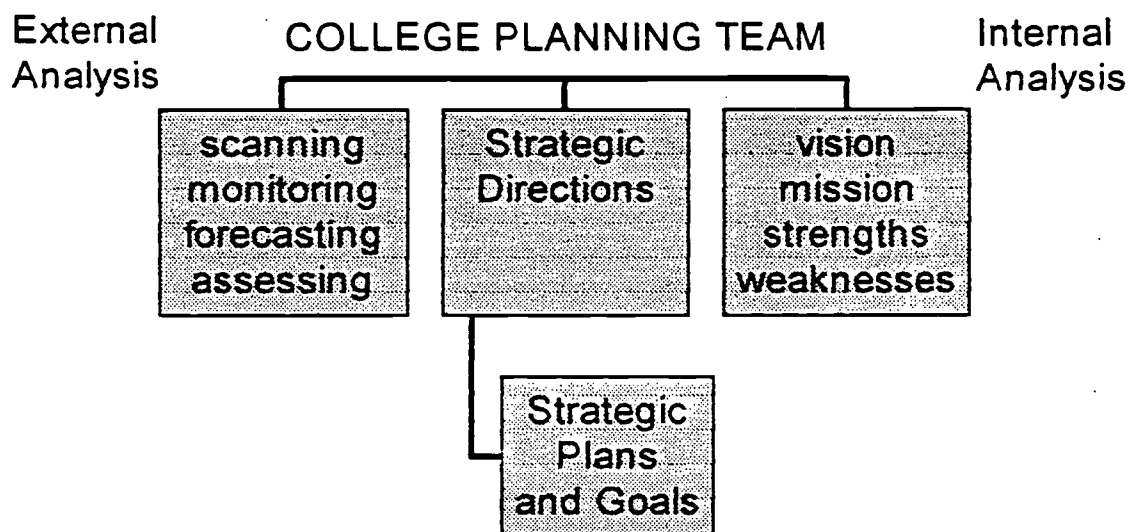 External
Analysis
COLLEGE PLANNING TEAM
Internal
Analysis
scanning
monitoring
forecasting
assessing
Strategic
Directions
vision
mission
strengths
weaknesses
Strategic
Plans
and Goals